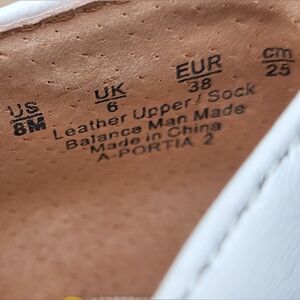 US UK EUR cm
8M 6 38 25
Leather Upper / Sock
Balance Man Made
Made in China
A-PORTIA 2